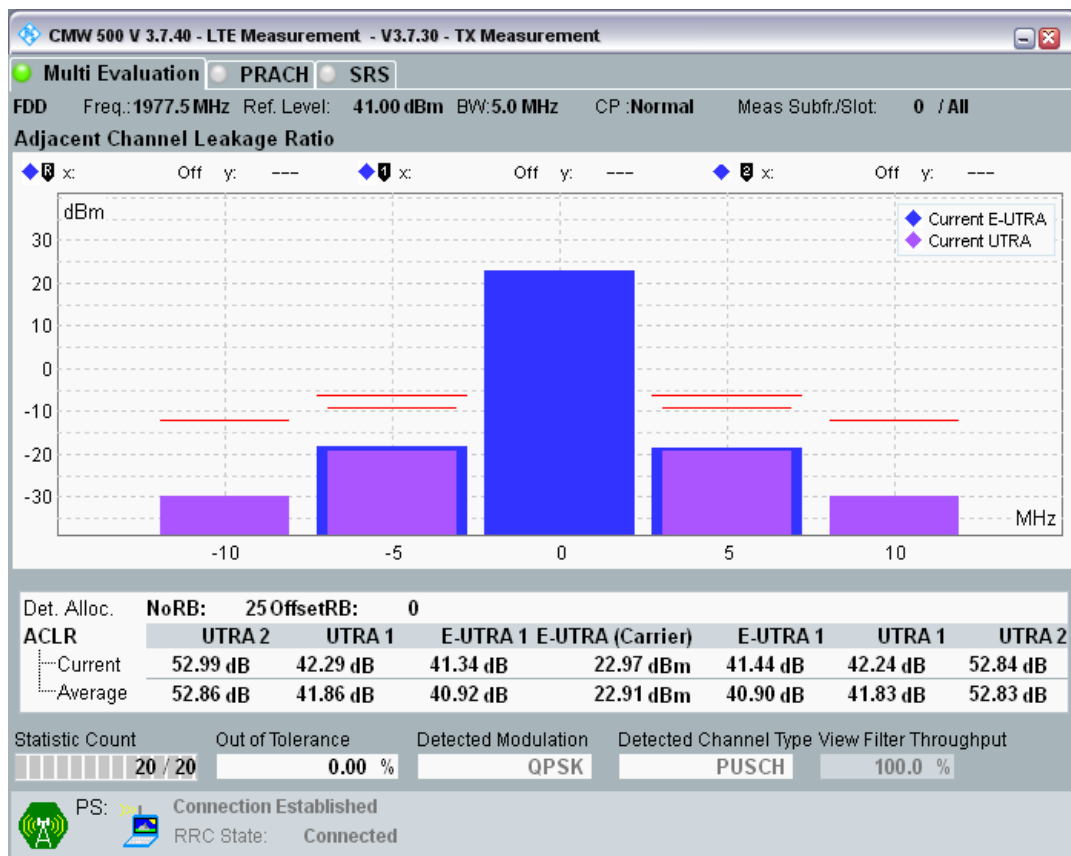 CMW 500 V 3.7.40 - LTE Measurement - V3.7.30 - TX Measurement
Multi Evaluation PRACH SRS
FDD Freq.:1977.5 MHz Ref. Level: 41.00 dBm BW:5.0 MHz CP :Normal Meas Subfr./Slot: 0 / All
Adjacent Channel Leakage Ratio
R x: Off y: --- 1 x: Off y: --- 2 x: Off y: ---
dBm
Current E-UTRA
Current UTRA
30
20
10
0
-10
-20
-30
MHz
-10 -5 0 5 10
Det. Alloc. NoRB: 25 OffsetRB: 0
ACLR UTRA 2 UTRA 1 E-UTRA 1 E-UTRA (Carrier) E-UTRA 1 UTRA 1 UTRA 2
Current 52.99 dB 42.29 dB 41.34 dB 22.97 dBm 41.44 dB 42.24 dB 52.84 dB
Average 52.86 dB 41.86 dB 40.92 dB 22.91 dBm 40.90 dB 41.83 dB 52.83 dB
Statistic Count Out of Tolerance Detected Modulation Detected Channel Type View Filter Throughput
20 / 20 0.00 % QPSK PUSCH 100.0 %
PS: Connection Established
RRC State: Connected